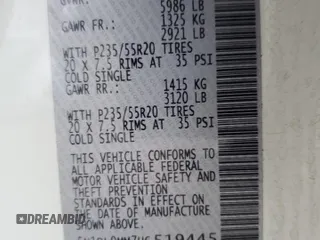 GVWR: 5986 LB
GAWR FR.: 1325 KG
2921 LB
WITH P235/55R20 TIRES
20 x 7.5 RIMS AT 35 PSI
COLD SINGLE
GAWR RR.: 1415 KG
3120 LB
WITH P235/55R20 TIRES
20 x 7.5 RIMS AT 35 PSI
COLD SINGLE
THIS VEHICLE CONFORMS TO
ALL APPLICABLE FEDERAL
MOTOR VEHICLE SAFETY AND
THEFT PREVENTION
STANDARDS IN EFFECT ON
THE DATE OF
MANUFACTURE SHOWN
ABOVE.
519445
DREAMBID
.com